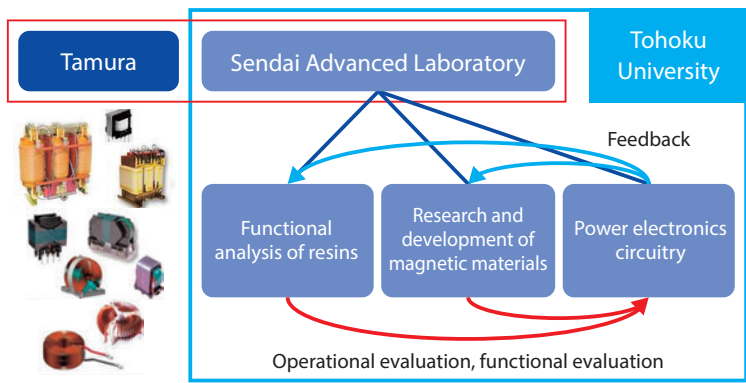 Tamura
Sendai Advanced Laboratory
Tohoku
University
Feedback
Functional
analysis of resins
Research and
development of
magnetic materials
Power electronics
circuitry
Operational evaluation, functional evaluation